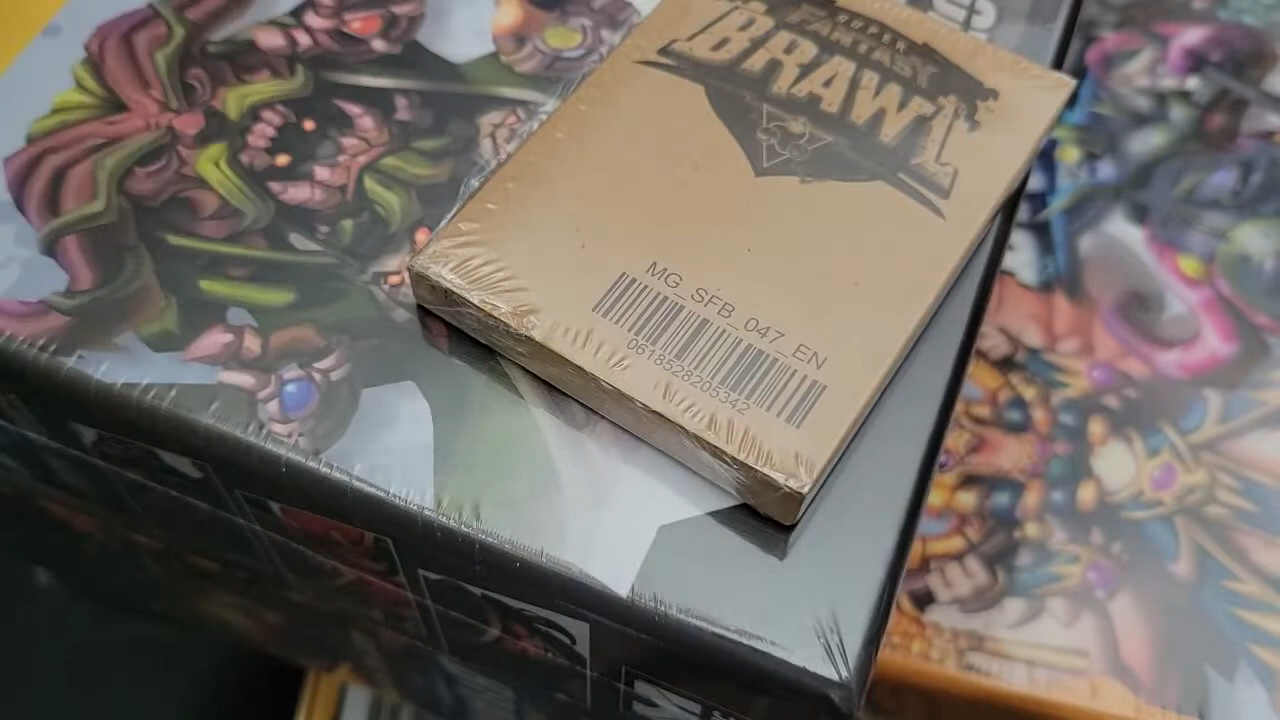 SUPER
FANTASY
BRAWL
MG_SFB_047_EN
0618528205342